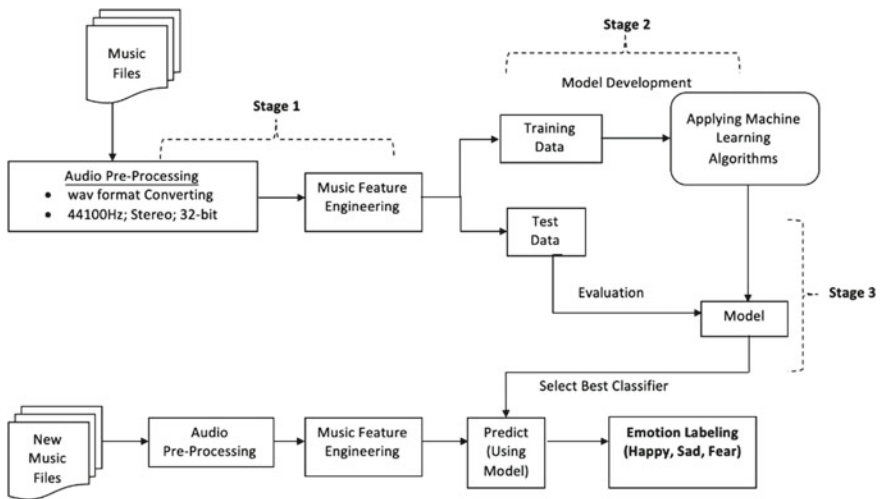 Music
Files
Stage 1
Audio Pre-Processing
• wav format Converting
• 44100Hz; Stereo; 32-bit
Music Feature
Engineering
Stage 2
Model Development
Training
Data
Applying Machine
Learning
Algorithms
Test
Data
Evaluation
Stage 3
Model
Select Best Classifier
New
Music
Files
Audio
Pre-Processing
Music Feature
Engineering
Predict
(Using
Model)
Emotion Labeling
(Happy, Sad, Fear)